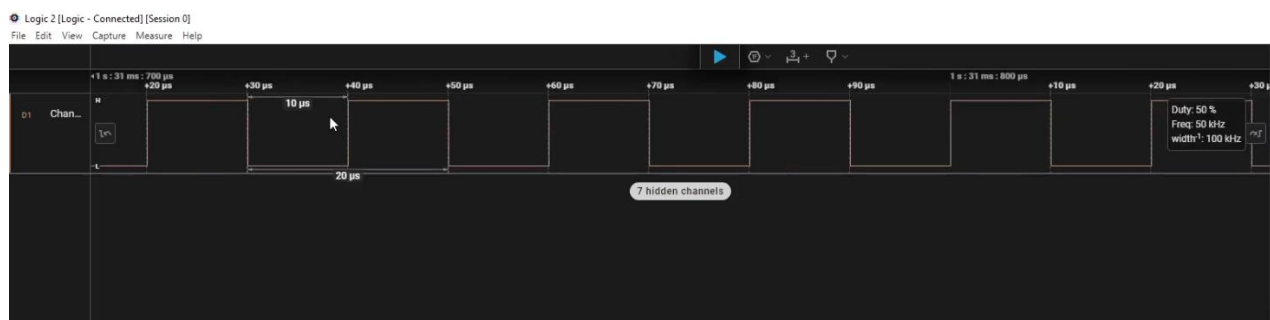 Logic 2 [Logic - Connected] [Session 0]
File Edit View Capture Measure Help
1 s : 31 ms : 700 µs 1 s : 31 ms : 800 µs
+20 µs +30 µs +40 µs +50 µs +60 µs +70 µs +80 µs +90 µs +10 µs +20 µs +30 µ
D1 Chan...
H
10 µs
L
20 µs
Duty: 50 %
Freq: 50 kHz
width⁻¹: 100 kHz
7 hidden channels